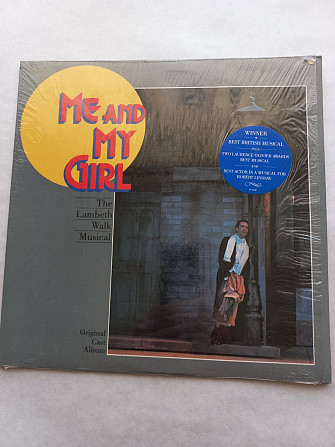 ME AND
MY
GIRL
The
Lambeth
Walk
Musical
WINNER
BEST BRITISH MUSICAL
TWO LAURENCE OLIVIER AWARDS
BEST MUSICAL
AND
BEST ACTOR IN A MUSICAL FOR
ROBERT LINDSAY
Original
Cast
Album